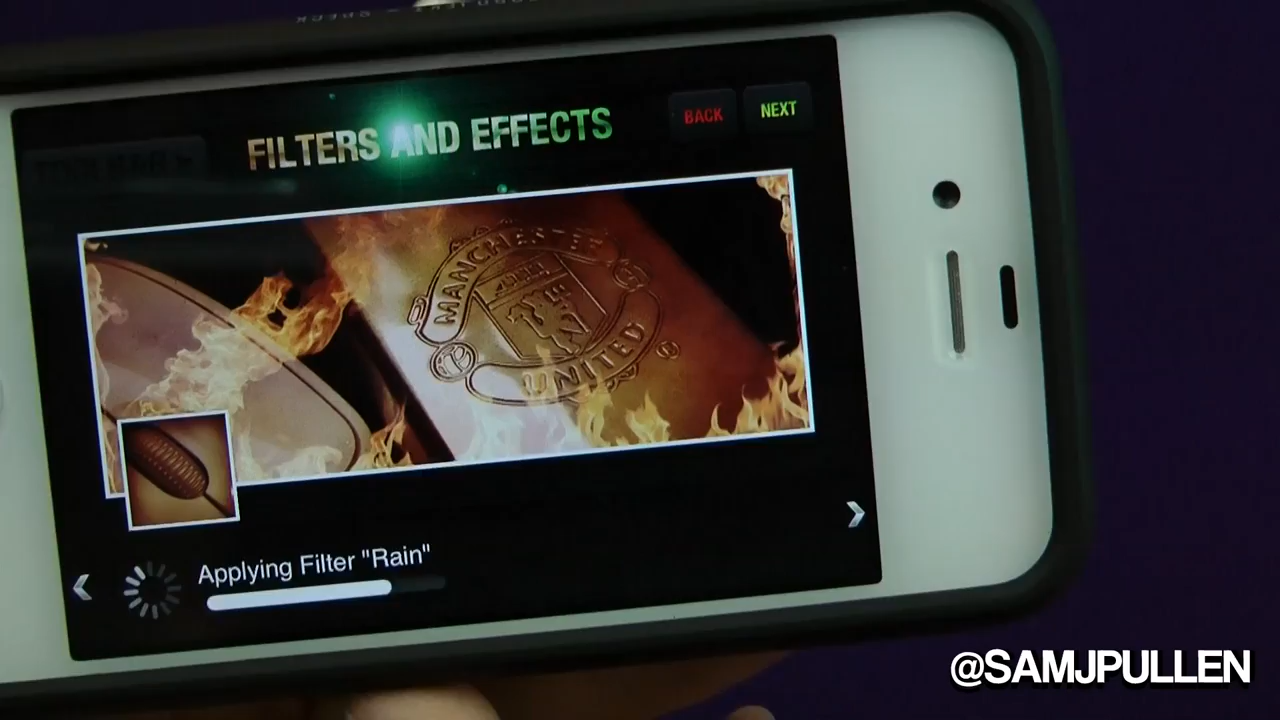 FILTERS AND EFFECTS
BACK
NEXT
MANCHESTER
UNITED
Applying Filter "Rain"
@SAMJPULLEN